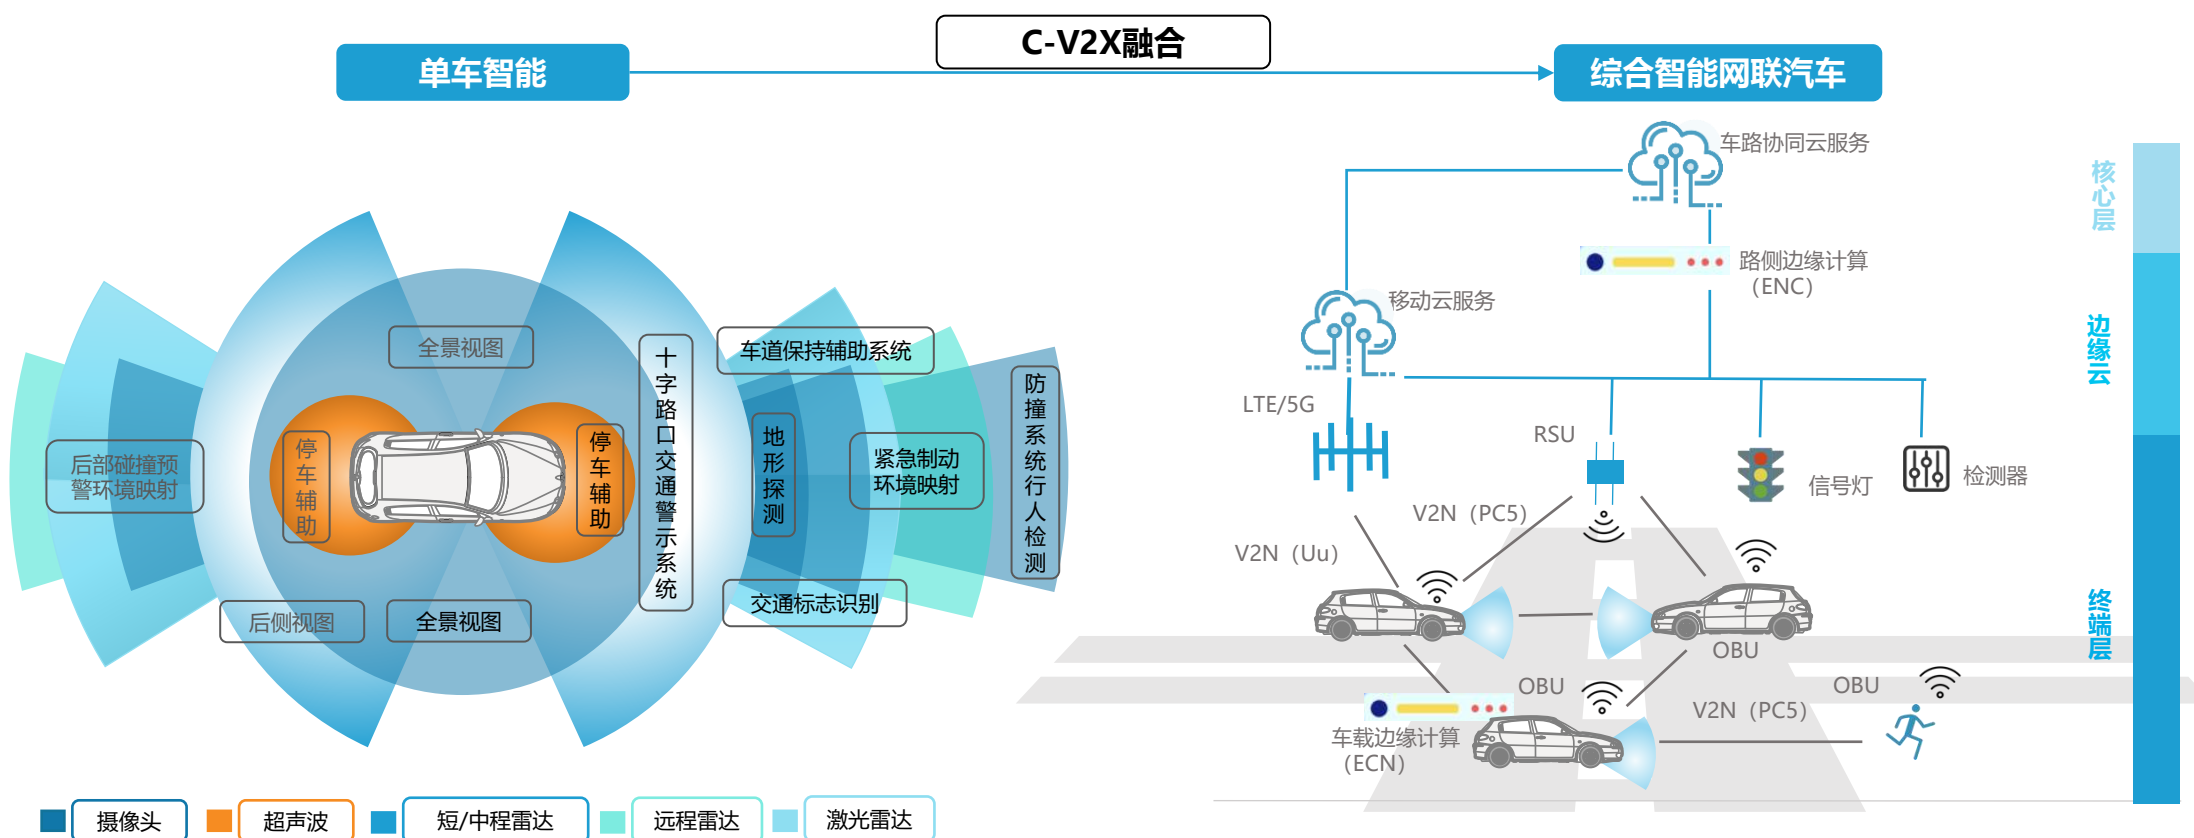 C-V2X融合
单车智能
综合智能网联汽车
车路协同云服务
核心层
路侧边缘计算
（ENC）
移动云服务
边缘云
全景视图
十字路口交通警示系统
车道保持辅助系统
防撞系统行人检测
LTE/5G
RSU
后部碰撞预
警环境映射
停车辅助
停车辅助
地形探测
紧急制动
环境映射
信号灯
检测器
V2N（PC5）
V2N（Uu）
后侧视图
全景视图
交通标志识别
终端层
OBU
OBU
OBU
V2N（PC5）
车载边缘计算
（ECN）
摄像头
超声波
短/中程雷达
远程雷达
激光雷达